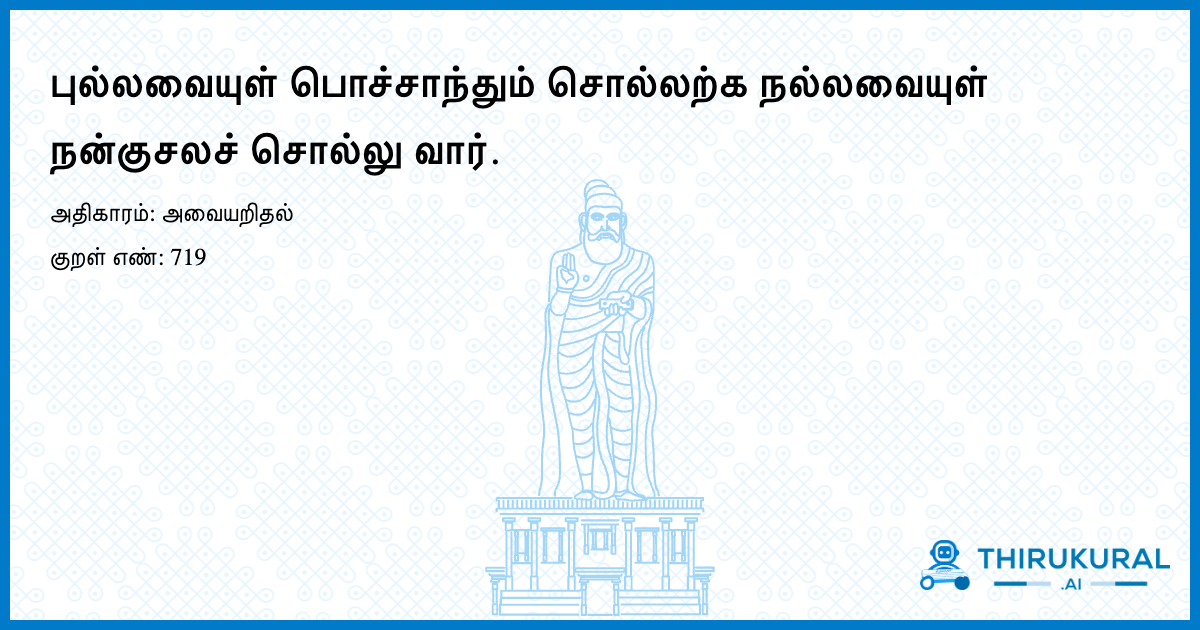 புல்லவையுள் பொச்சாந்தும் சொல்லற்க நல்லவையுள்
நன்குசலச் சொல்லு வார்.
அதிகாரம்: அவையறிதல்
குறள் எண்: 719
THIRUKURAL
.AI